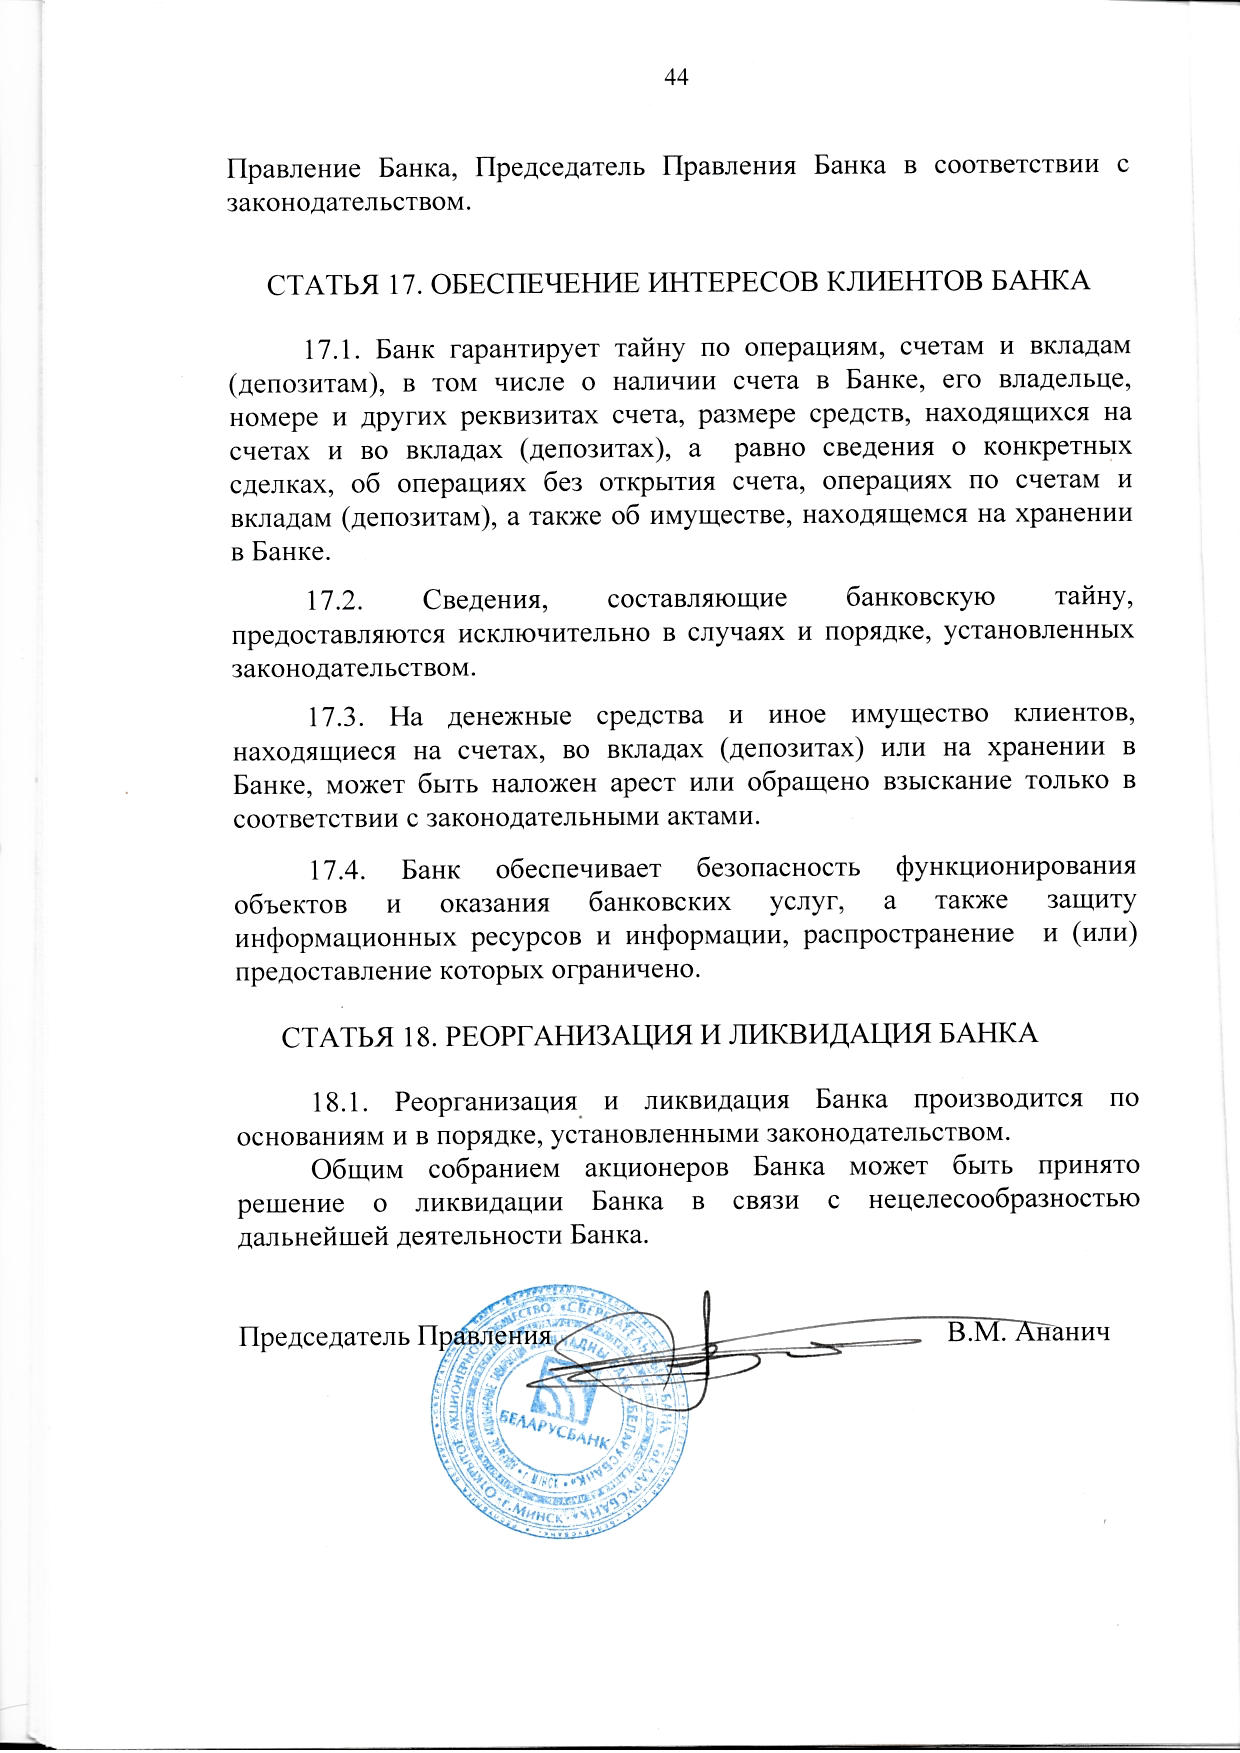 44
Правление Банка, Председатель Правления Банка в соответствии с
законодательством.
СТАТЬЯ 17. ОБЕСПЕЧЕНИЕ ИНТЕРЕСОВ КЛИЕНТОВ БАНКА
17.1. Банк гарантирует тайну по операциям, счетам и вкладам
(депозитам), в том числе о наличии счета в Банке, его владельце,
номере и других реквизитах счета, размере средств, находящихся на
счетах и во вкладах (депозитах), а равно сведения о конкретных
сделках, об операциях без открытия счета, операциях по счетам и
вкладам (депозитам), а также об имуществе, находящемся на хранении
в Банке.
17.2. Сведения, составляющие банковскую тайну,
предоставляются исключительно в случаях и порядке, установленных
законодательством.
17.3. На денежные средства и иное имущество клиентов,
находящиеся на счетах, во вкладах (депозитах) или на хранении в
Банке, может быть наложен арест или обращено взыскание только в
соответствии с законодательными актами.
17.4. Банк обеспечивает безопасность функционирования
объектов и оказания банковских услуг, а также защиту
информационных ресурсов и информации, распространение и (или)
предоставление которых ограничено.
СТАТЬЯ 18. РЕОРГАНИЗАЦИЯ И ЛИКВИДАЦИЯ БАНКА
18.1. Реорганизация и ликвидация Банка производится по
основаниям и в порядке, установленными законодательством.
Общим собранием акционеров Банка может быть принято
решение о ликвидации Банка в связи с нецелесообразностью
дальнейшей деятельности Банка.
Председатель Правления В.М. Ананич
ОТКРЫТОЕ АКЦИОНЕРНОЕ ОБЩЕСТВО «СБЕРЕГАТЕЛЬНЫЙ БАНК «БЕЛАРУСБАНК» г.МИНСК
БЕЛАРУСБАНК